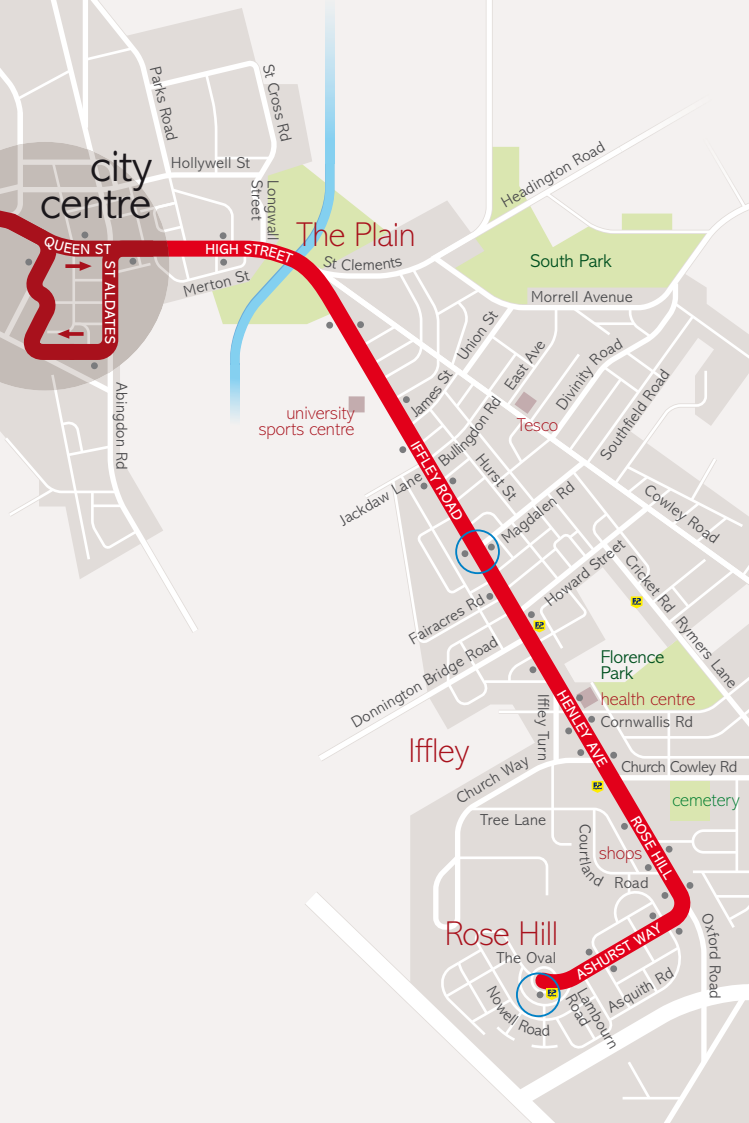 Parks Road
St Cross Rd
city
centre
Hollywell St
Longwall
Street
Headington Road
The Plain
QUEEN ST
HIGH STREET
St Clements
South Park
ST ALDATES
Merton St
Morrell Avenue
Union St
East Ave
Divinity Road
James St
Southfield Road
Abingdon Rd
university
sports centre
Bullingdon Rd
Tesco
IFFLEY ROAD
Hurst St
Jackdaw Lane
Magdalen Rd
Cowley Road
Howard Street
Cricket Rd
Fairacres Rd
Rymers Lane
Donnington Bridge Road
Florence
Park
health centre
Iffley Turn
HENLEY AVE
Cornwallis Rd
Iffley
Church Way
Church Cowley Rd
cemetery
Tree Lane
Courtland
Road
ROSE HILL
shops
Rose Hill
The Oval
ASHURST WAY
Oxford Road
Asquith Rd
Nowell Road
Lambourn
Road